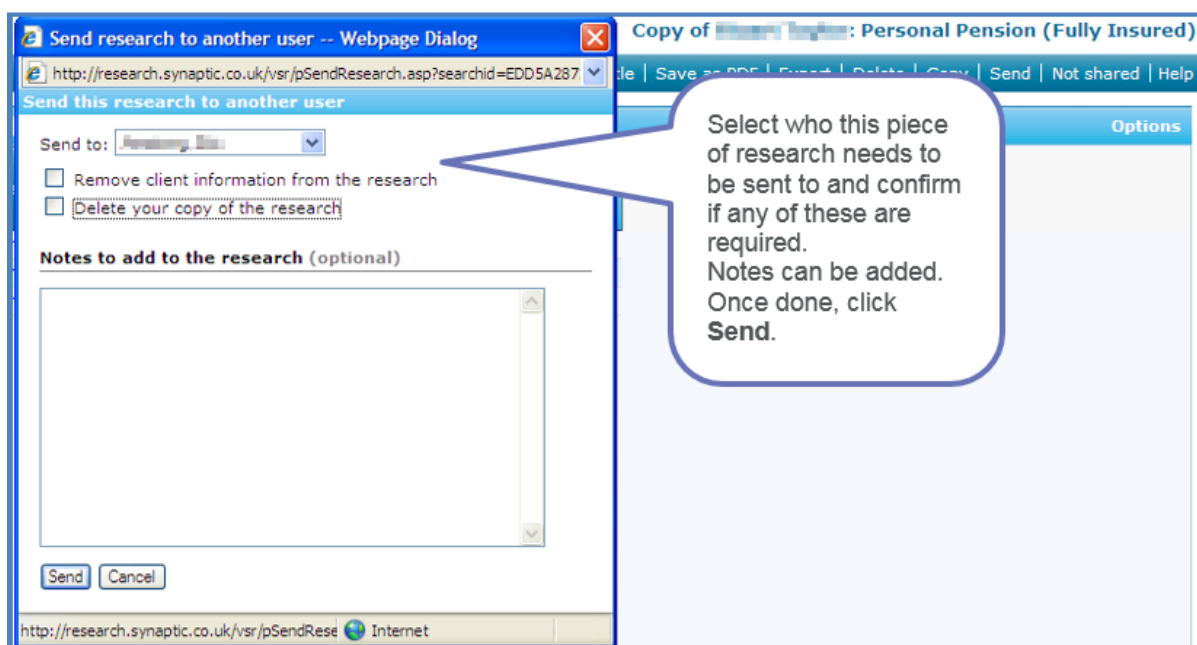 Send research to another user -- Webpage Dialog
Copy of : Personal Pension (Fully Insured)
http://research.synaptic.co.uk/vsr/pSendResearch.asp?searchid=EDD5A287
| Save as PDF | Export | Delete | Copy | Send | Not shared | Help
Send this research to another user
Options
Send to:
Remove client information from the research
Delete your copy of the research
Notes to add to the research (optional)
Send Cancel
http://research.synaptic.co.uk/vsr/pSendRese Internet
Select who this piece
of research needs to
be sent to and confirm
if any of these are
required.
Notes can be added.
Once done, click
Send.